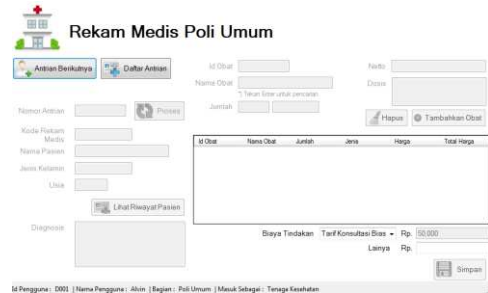 Rekam Medis Poli Umum
Antrian Berikutnya
Daftar Antrian
Nomor Antrian
Proses
Kode Rekam Medis
Nama Pasien
Jenis Kelamin
Usia
Lihat Riwayat Pasien
Diagnosis
Id Obat
Nama Obat
*) Tekan Enter untuk pencarian
Jumlah
Netto
Dosis
Hapus
Tambahkan Obat
Id Obat Nama Obat Jumlah Jenis Harga Total Harga
Biaya Tindakan Tarif Konsultasi Bias Rp. 50.000
Lainya Rp.
Simpan
Id Pengguna : D001 | Nama Pengguna : Alvin | Bagian : Poli Umum | Masuk Sebagai : Tenaga Kesehatan